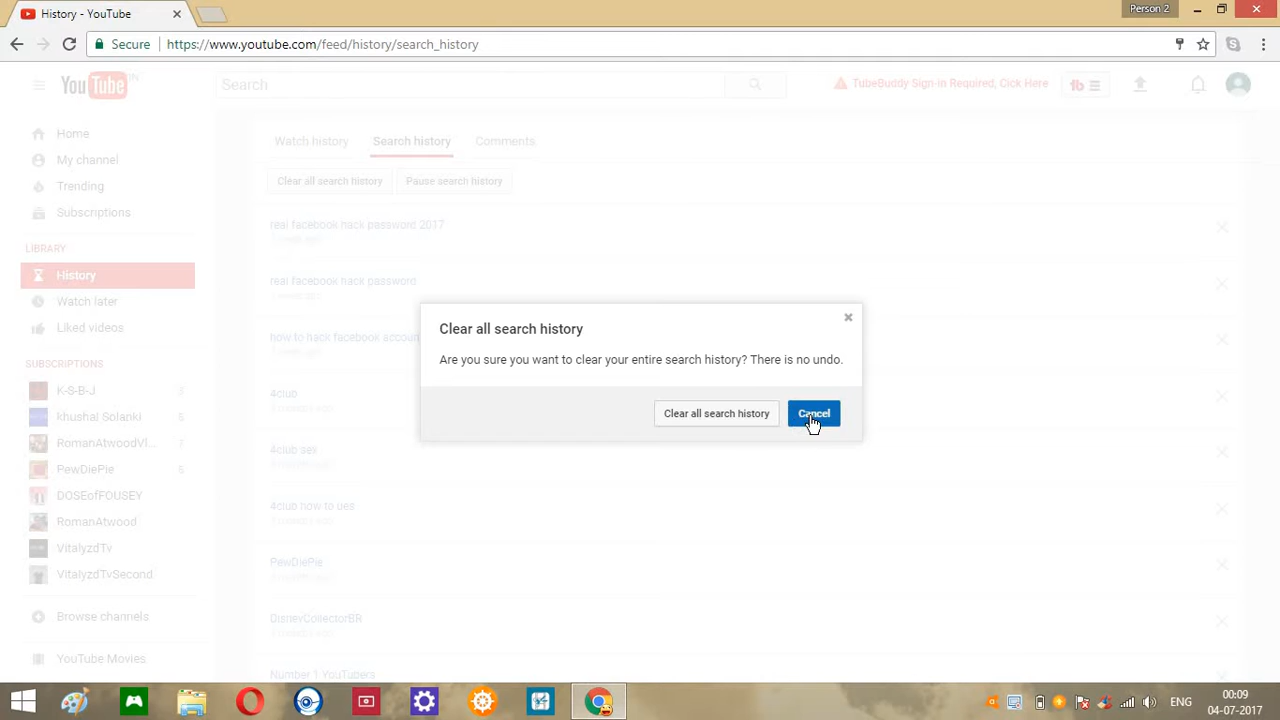 History - YouTube
Person 2
Secure
https://www.youtube.com/feed/history/search_history
YouTube IN
Search
TubeBuddy Sign-In Required, Click Here
tb
Home
My channel
Trending
Subscriptions
LIBRARY
History
Watch later
Liked videos
SUBSCRIPTIONS
K-S-B-J
khushal Solanki
RomanAtwoodVl...
PewDiePie
DOSEofFOUSEY
RomanAtwood
VitalyzdTv
VitalyzdTvSecond
Browse channels
YouTube Movies
Watch history
Search history
Comments
Clear all search history
Pause search history
real facebook hack password 2017
real facebook hack password
how to hack facebook accoun
4club
4club sex
4club how to ues
PewDiePie
DisneyCollectorBR
Number 1 YouTubers
Clear all search history
Are you sure you want to clear your entire search history? There is no undo.
Clear all search history
Cancel
ENG
00:09
04-07-2017